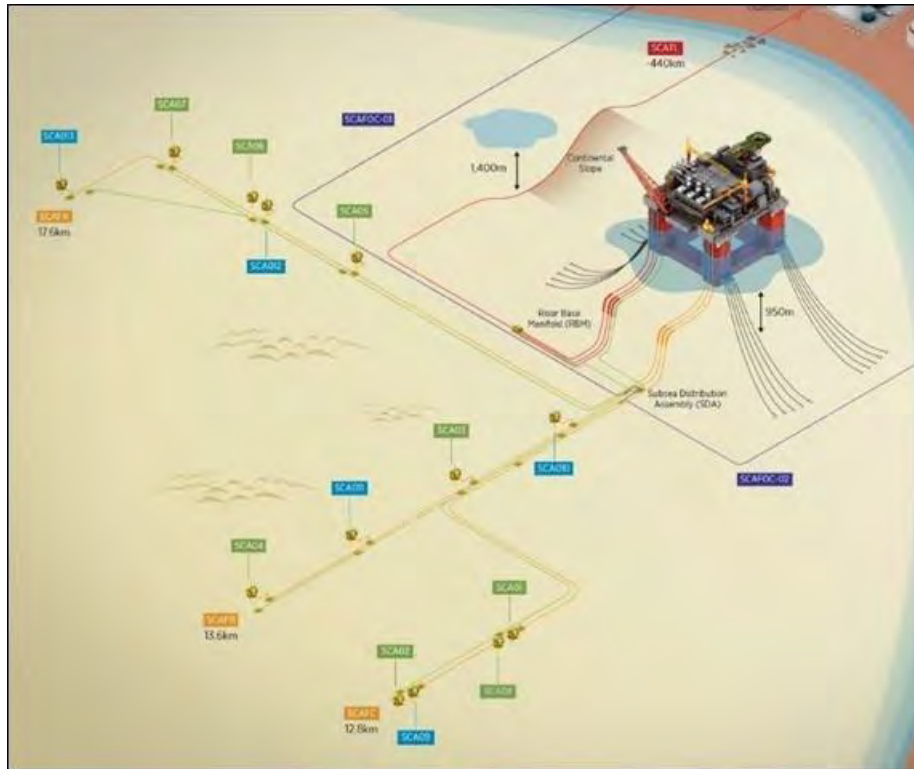 SCATL
-440km
SCA07
SCAFOC-01
SCA013
SCA06
1,400m
Continental
Slope
SCAFA
17.6km
SCA05
SCA012
950m
Riser Base
Manifold (RBM)
Subsea Distribution
Assembly (SDA)
SCA03
SCA010
SCAFOC-02
SCA011
SCA04
SCAFB
13.6km
SCA01
SCA02
SCA08
SCAFC
12.8km
SCA09